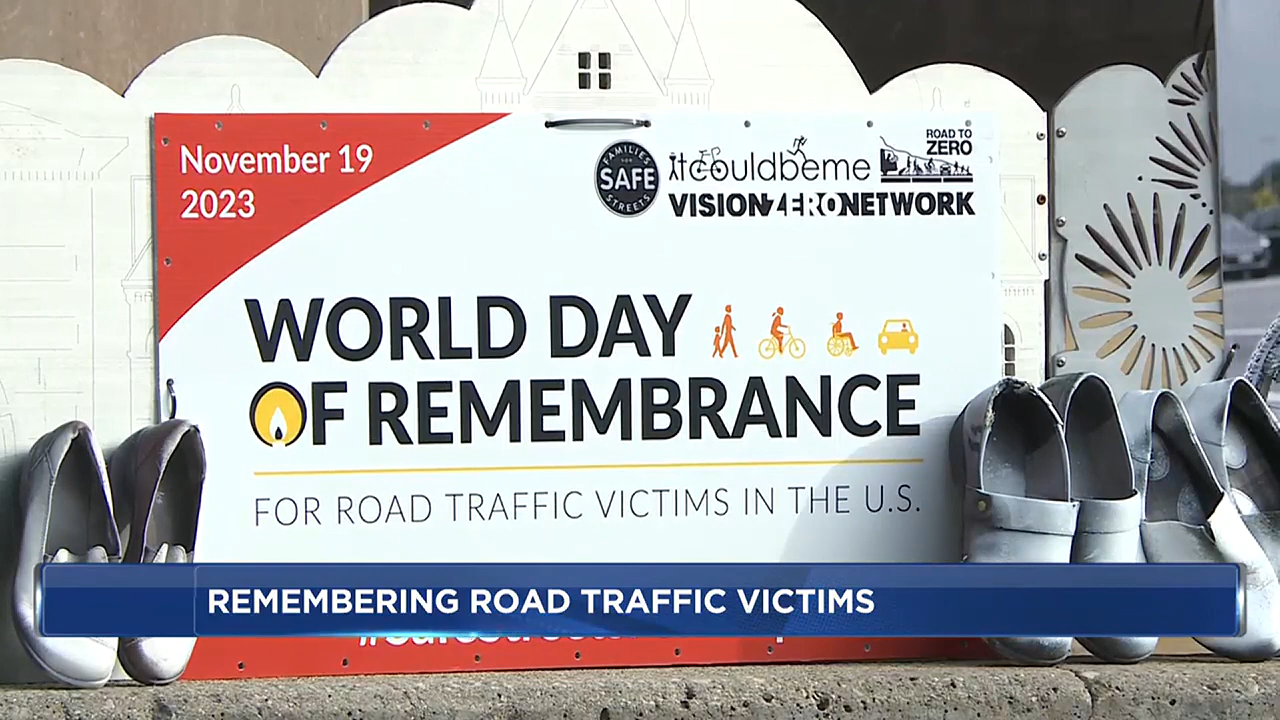 November 19
2023
FAMILIES
FOR
SAFE
STREETS
itcouldbeme
ROAD TO
ZERO
VISION ZERO NETWORK
WORLD DAY
OF REMEMBRANCE
FOR ROAD TRAFFIC VICTIMS IN THE U.S.
REMEMBERING ROAD TRAFFIC VICTIMS